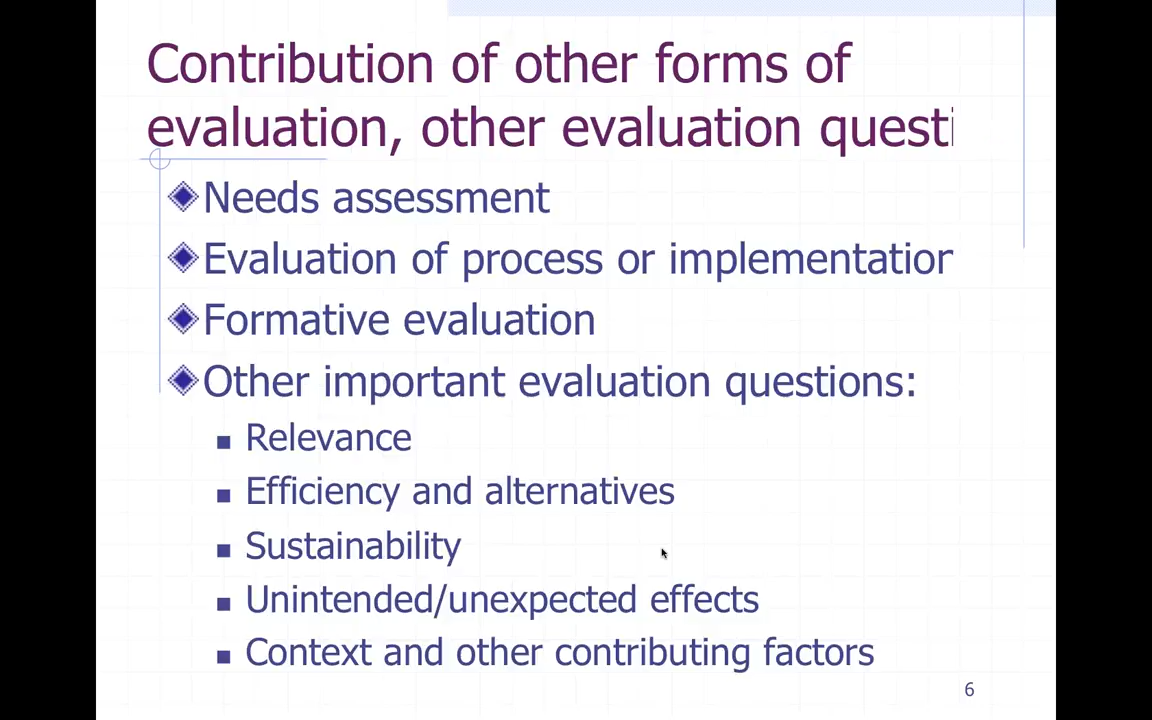 Contribution of other forms of
evaluation, other evaluation questi
Needs assessment
Evaluation of process or implementation
Formative evaluation
Other important evaluation questions:
Relevance
Efficiency and alternatives
Sustainability
Unintended/unexpected effects
Context and other contributing factors
6